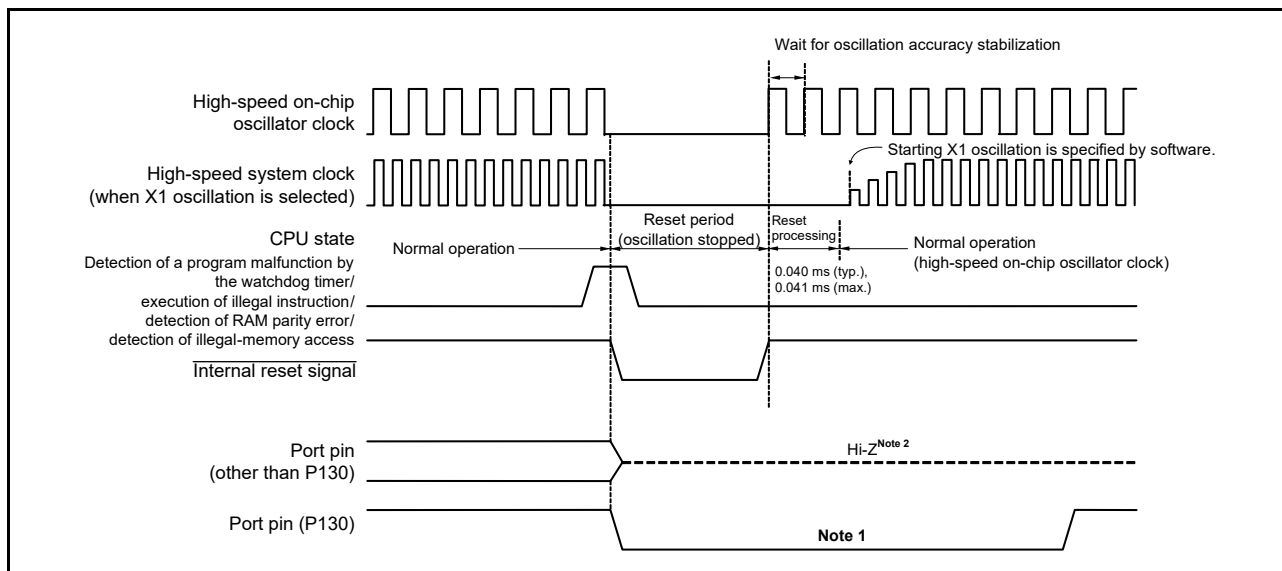 Wait for oscillation accuracy stabilization
High-speed on-chip
oscillator clock
Starting X1 oscillation is specified by software.
High-speed system clock
(when X1 oscillation is selected)
Reset period
(oscillation stopped)
Reset
processing
CPU state
Normal operation
Normal operation
(high-speed on-chip oscillator clock)
0.040 ms (typ.),
0.041 ms (max.)
Detection of a program malfunction by
the watchdog timer/
execution of illegal instruction/
detection of RAM parity error/
detection of illegal-memory access
Internal reset signal
Port pin
(other than P130)
Hi-Z Note 2
Port pin (P130)
Note 1